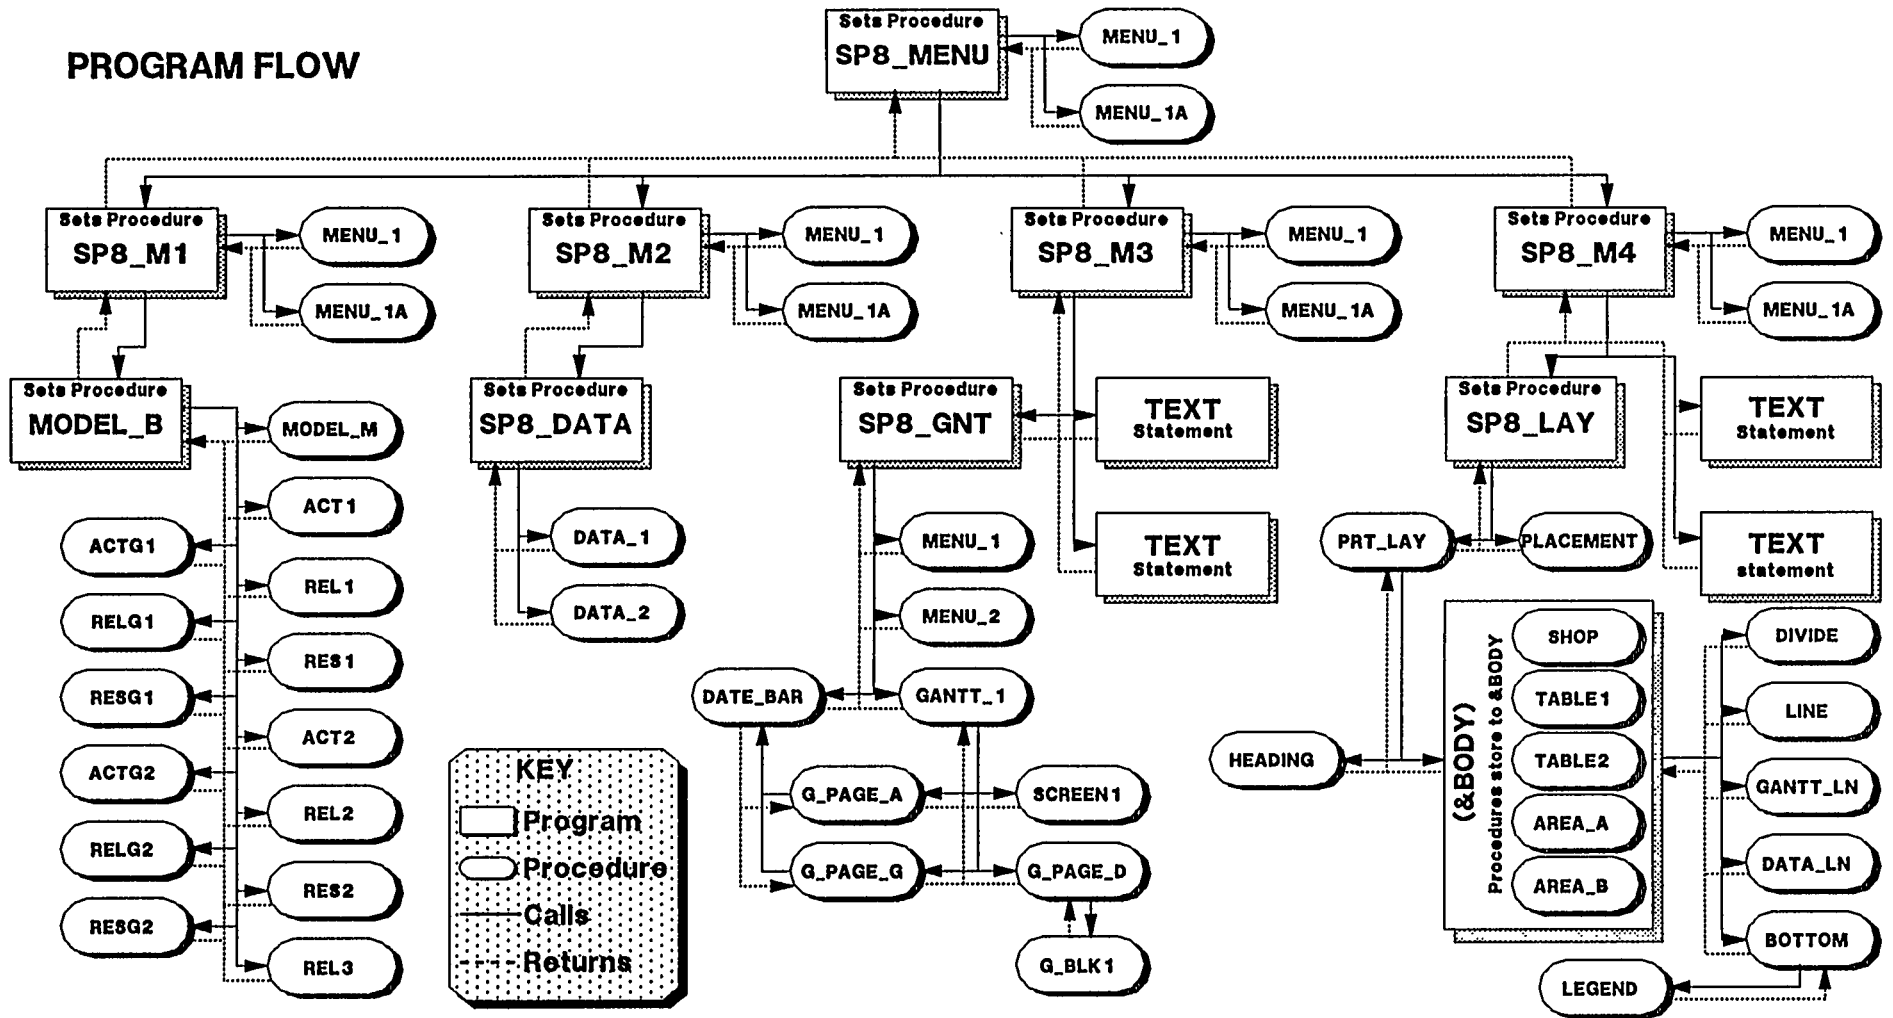 PROGRAM FLOW
Sets Procedure
SP8_MENU
MENU_1
MENU_1A
Sets Procedure
SP8_M1
MENU_1
MENU_1A
Sets Procedure
SP8_M2
MENU_1
MENU_1A
Sets Procedure
SP8_M3
MENU_1
MENU_1A
Sets Procedure
SP8_M4
MENU_1
MENU_1A
Sets Procedure
MODEL_B
MODEL_M
ACT1
ACTG1
REL1
RELG1
RES1
RESG1
ACT2
ACTG2
REL2
RELG2
RES2
RESG2
REL3
Sets Procedure
SP8_DATA
DATA_1
DATA_2
KEY
Program
Procedure
Calls
Returns
Sets Procedure
SP8_GNT
TEXT
Statement
TEXT
Statement
MENU_1
MENU_2
DATE_BAR
GANTT_1
G_PAGE_A
SCREEN1
G_PAGE_G
G_PAGE_D
G_BLK1
Sets Procedure
SP8_LAY
TEXT
Statement
TEXT
statement
PRT_LAY
PLACEMENT
HEADING
(&BODY)
Procedures store to &BODY
SHOP
TABLE1
TABLE2
AREA_A
AREA_B
DIVIDE
LINE
GANTT_LN
DATA_LN
BOTTOM
LEGEND